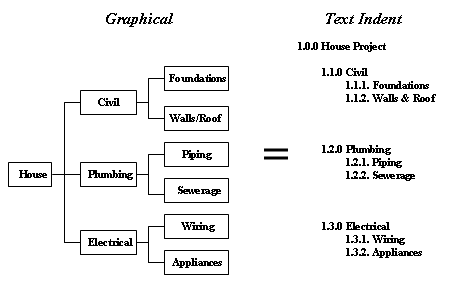 Graphical
House
Civil
Foundations
Walls/Roof
Plumbing
Piping
Sewerage
Electrical
Wiring
Appliances
=
Text Indent
1.0.0 House Project
1.1.0 Civil
1.1.1. Foundations
1.1.2. Walls & Roof
1.2.0 Plumbing
1.2.1. Piping
1.2.2. Sewerage
1.3.0 Electrical
1.3.1. Wiring
1.3.2. Appliances